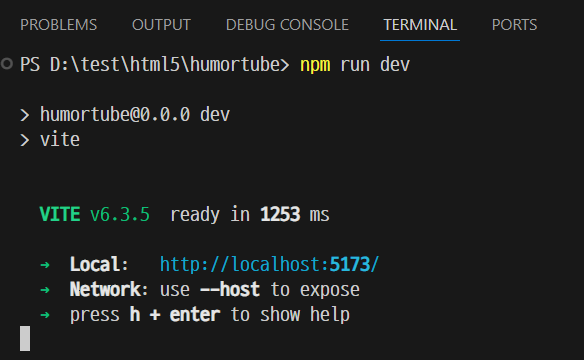 PROBLEMS OUTPUT DEBUG CONSOLE TERMINAL PORTS
PS D:\test\html5\humortube> npm run dev
> humortube@0.0.0 dev
> vite
VITE v6.3.5 ready in 1253 ms
➜ Local: http://localhost:5173/
➜ Network: use --host to expose
➜ press h + enter to show help